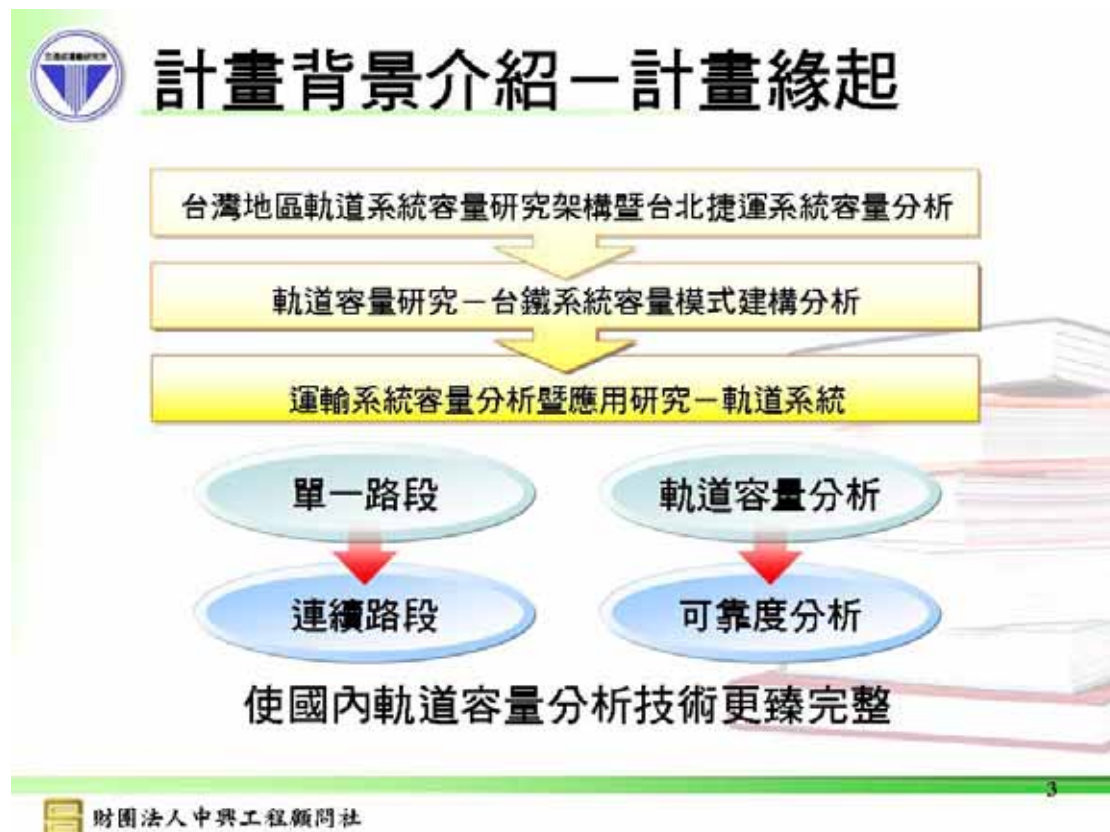 計畫背景介紹－計畫緣起
台灣地區軌道系統容量研究架構暨台北捷運系統容量分析
軌道容量研究－台鐵系統容量模式建構分析
運輸系統容量分析暨應用研究－軌道系統
單一路段
軌道容量分析
連續路段
可靠度分析
使國內軌道容量分析技術更臻完整
3
財團法人中興工程顧問社